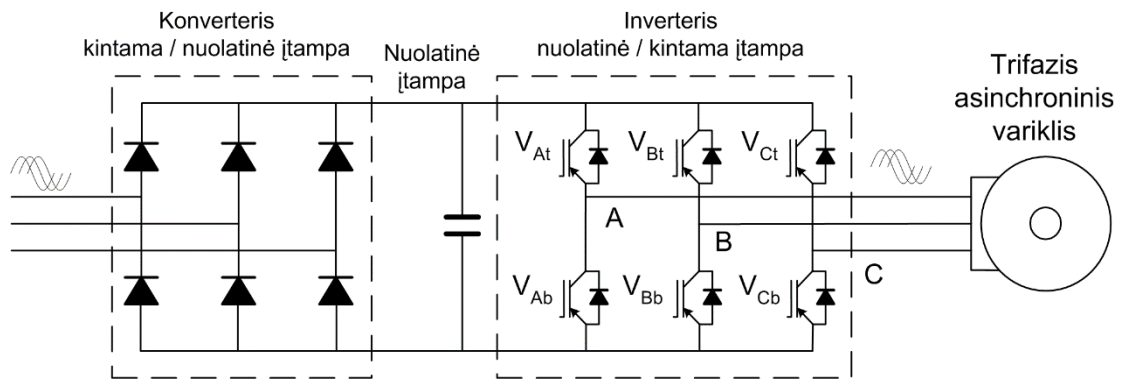 Konverteris
kintama / nuolatinė įtampa
Nuolatinė
įtampa
Inverteris
nuolatinė / kintama įtampa
Trifazis
asinchroninis
variklis
VAt
VBt
VCt
A
B
C
VAb
VBb
VCb